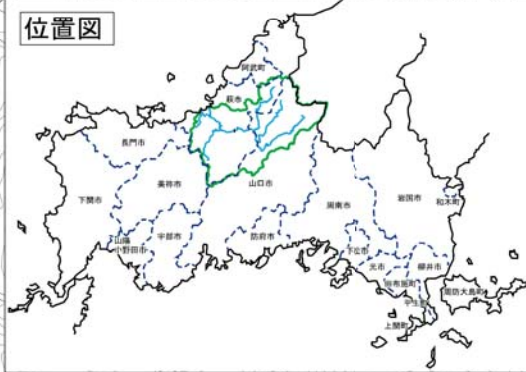 位置図
阿武町
萩市
長門市
美祢市
山口市
下関市
周南市
岩国市
和木町
山陽
小野田市
宇部市
防府市
下松市
光市
柳井市
田布施町
周防大島町
平生町
上関町